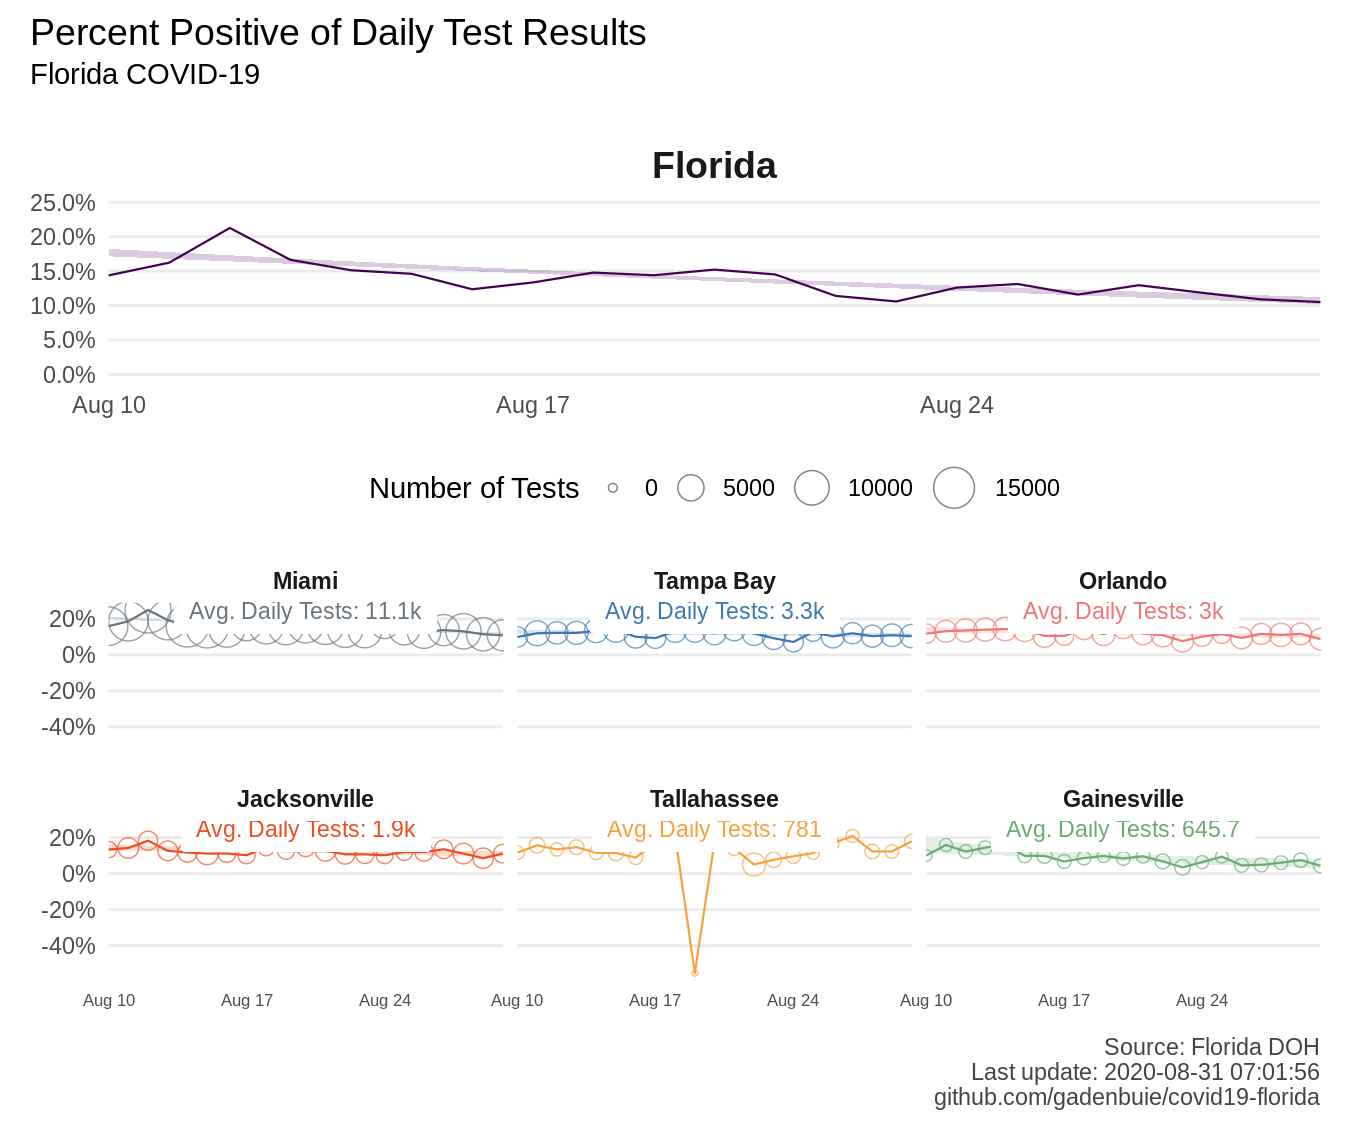 Percent Positive of Daily Test Results
Florida COVID-19
Florida
25.0%
20.0%
15.0%
10.0%
5.0%
0.0%
Aug 10 Aug 17 Aug 24
Number of Tests 0 5000 10000 15000
Miami Tampa Bay Orlando
Avg. Daily Tests: 11.1k Avg. Daily Tests: 3.3k Avg. Daily Tests: 3k
20%
0%
-20%
-40%
Jacksonville Tallahassee Gainesville
Avg. Daily Tests: 1.9k Avg. Daily Tests: 781 Avg. Daily Tests: 645.7
20%
0%
-20%
-40%
Aug 10 Aug 17 Aug 24 Aug 10 Aug 17 Aug 24 Aug 10 Aug 17 Aug 24
Source: Florida DOH
Last update: 2020-08-31 07:01:56
github.com/gadenbuie/covid19-florida